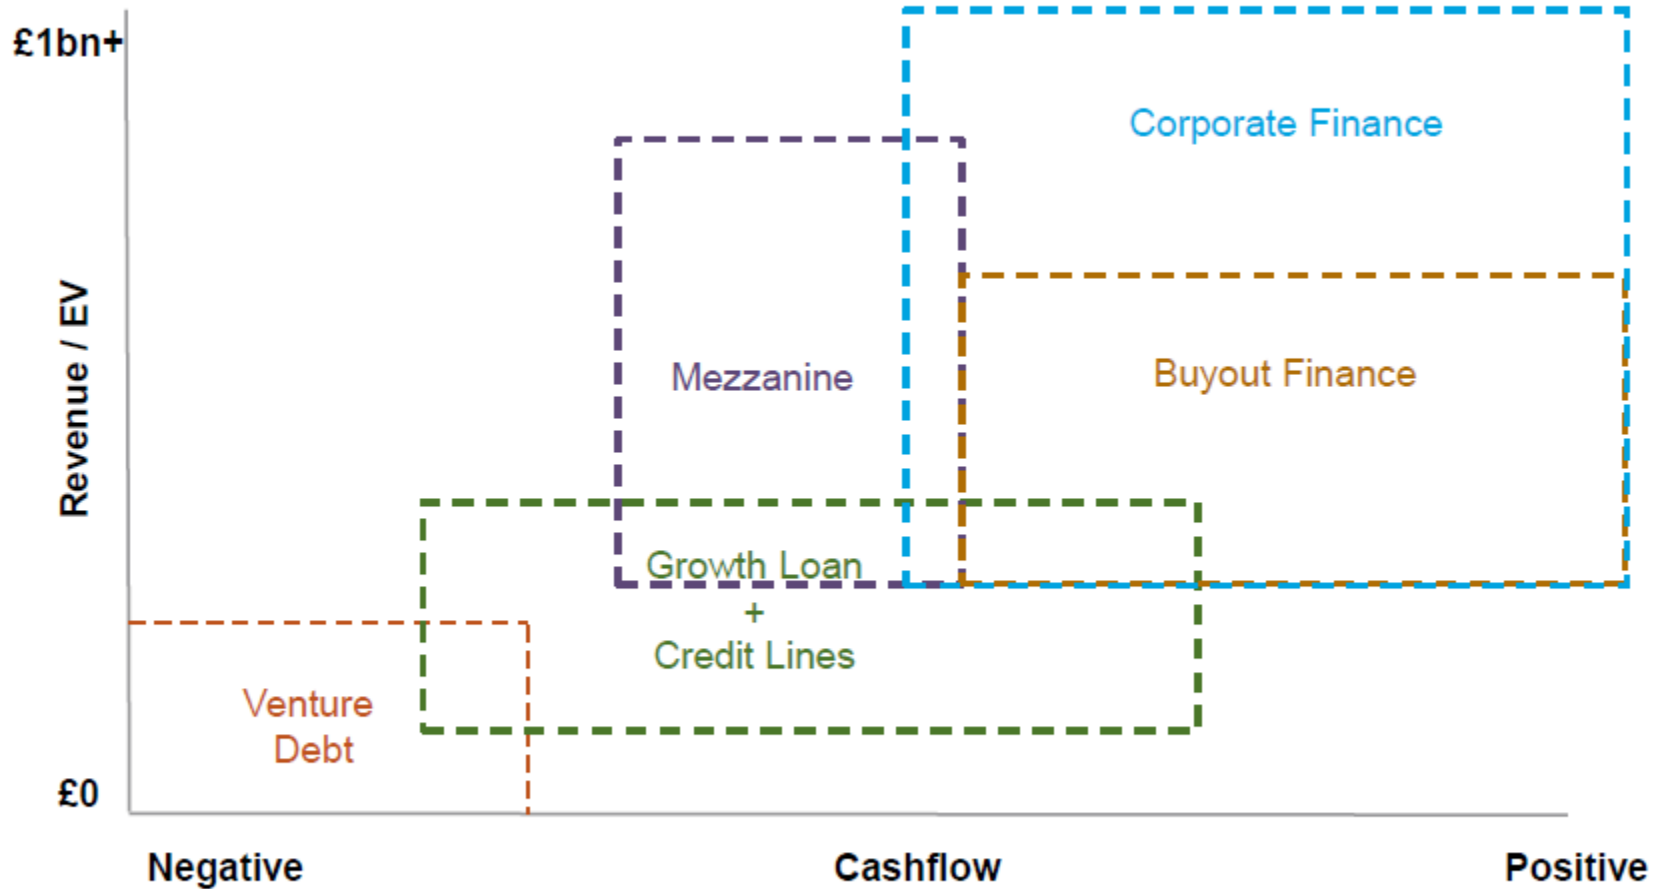 £1bn+
Corporate Finance
Revenue / EV
Mezzanine
Buyout Finance
Growth Loan
+
Credit Lines
Venture
Debt
£0
Negative
Cashflow
Positive